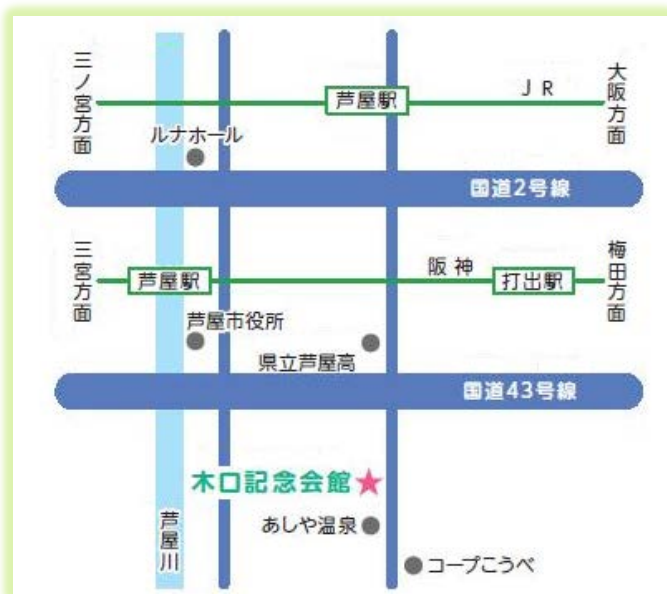 三ノ宮方面
芦屋駅
JR
大阪方面
ルナホール
国道2号線
三宮方面
芦屋駅
阪神
打出駅
梅田方面
芦屋市役所
県立芦屋高
国道43号線
木口記念会館
あしや温泉
芦屋川
コープこうべ